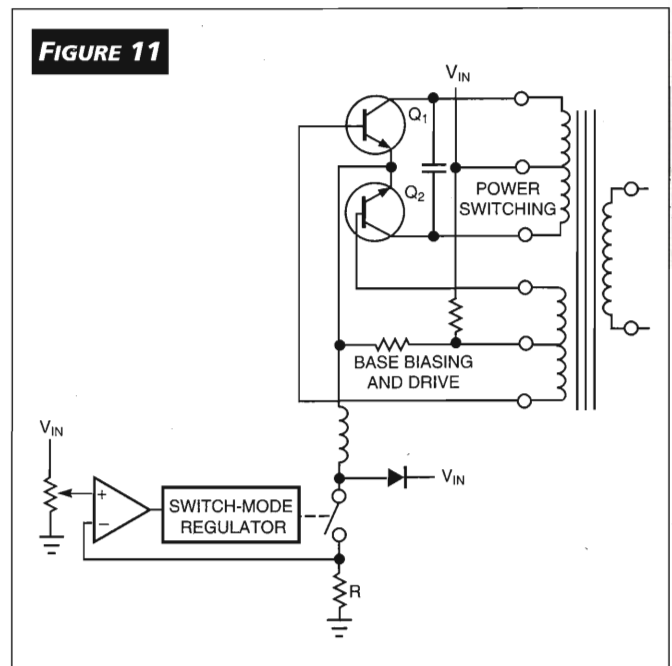 FIGURE 11
VIN
Q1
Q2
POWER
SWITCHING
BASE BIASING
AND DRIVE
VIN
+
−
SWITCH-MODE
REGULATOR
VIN
R